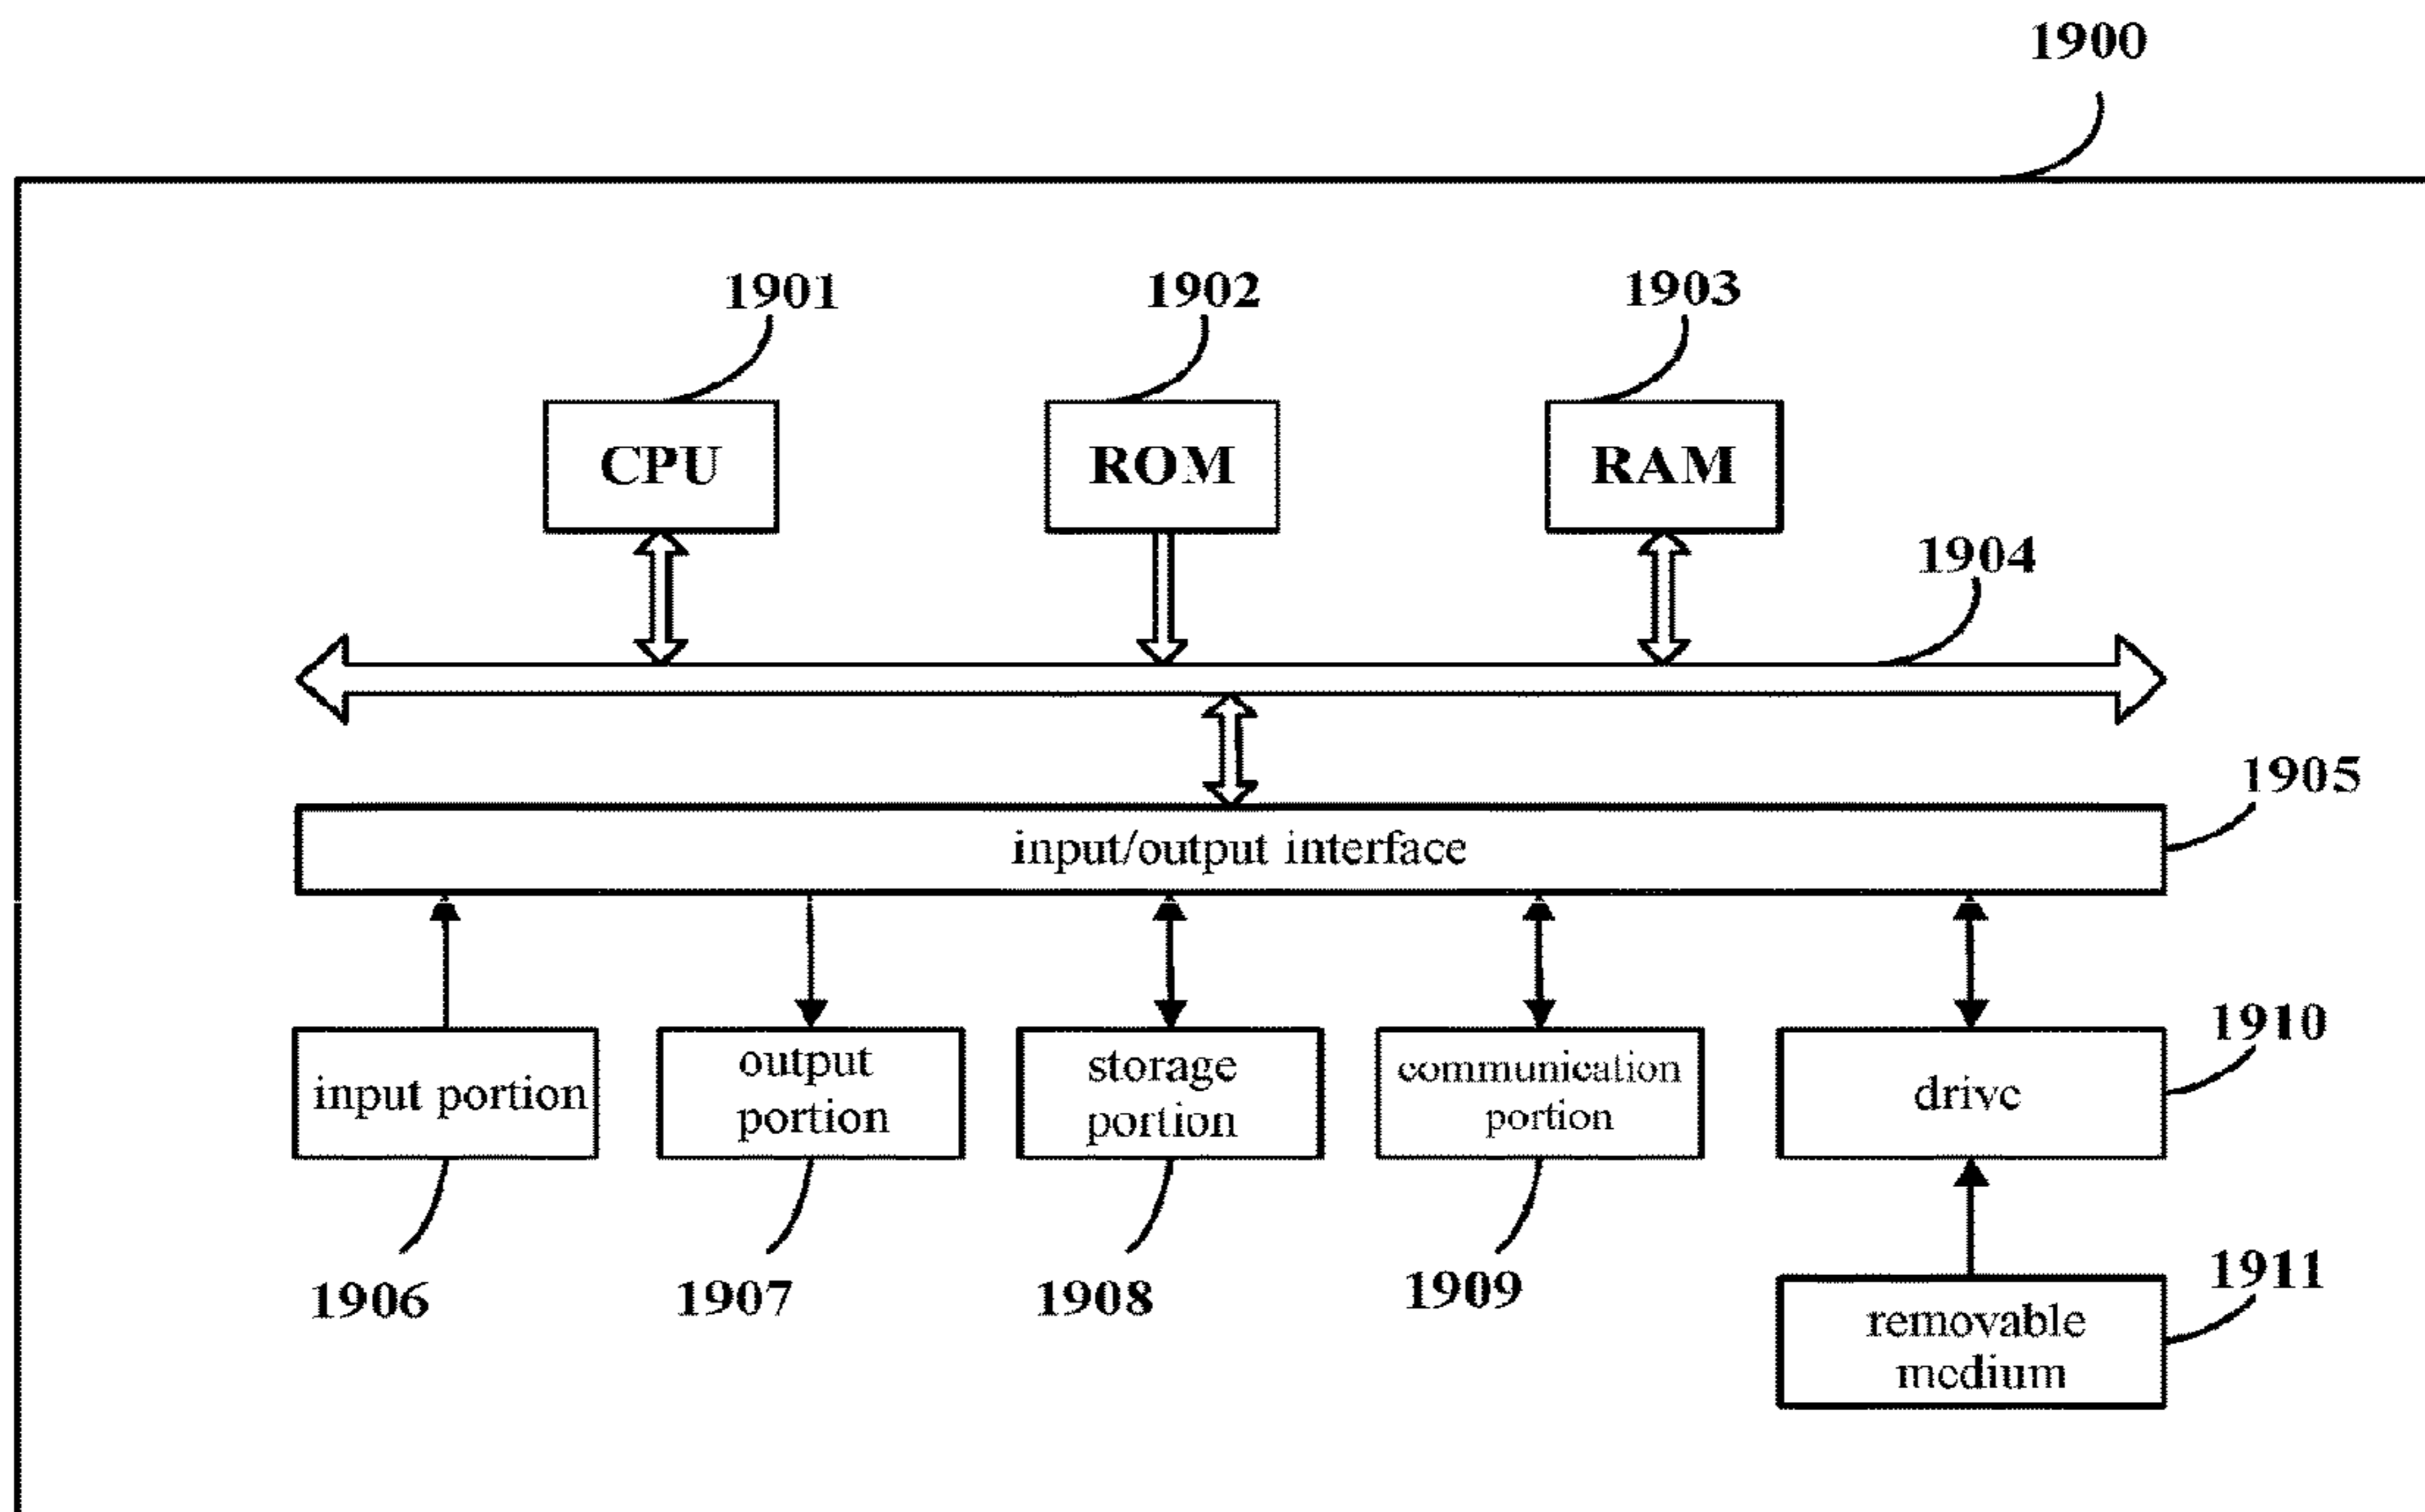 1900
1901
1902
1903
CPU
ROM
RAM
1904
1905
input/output interface
input portion
output
portion
storage
portion
communication
portion
drive
1910
1906
1907
1908
1909
1911
removable
medium